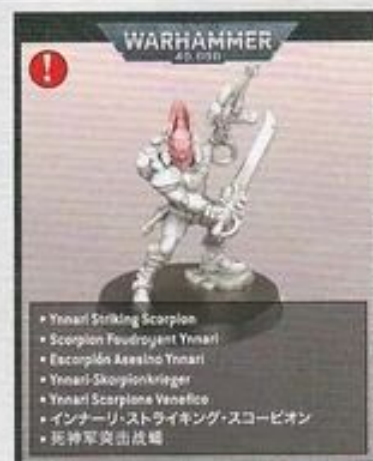 WARHAMMER
40,000
!
• Ynnari Striking Scorpion
• Scorpion Foudroyant Ynnari
• Escorpión Asesino Ynnari
• Ynnari-Skorpionkrieger
• Ynnari Scorpione Venefico
• インナーリ・ストライキング・スコーピオン
• 死神军突击战蝎